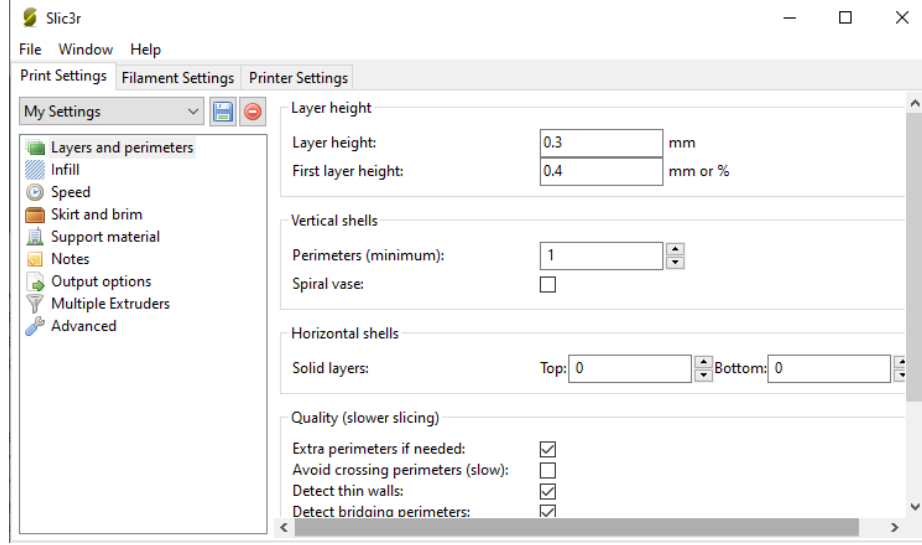 Slic3r
File Window Help
Print Settings Filament Settings Printer Settings
My Settings
Layers and perimeters
Infill
Speed
Skirt and brim
Support material
Notes
Output options
Multiple Extruders
Advanced
Layer height
Layer height: 0.3 mm
First layer height: 0.4 mm or %
Vertical shells
Perimeters (minimum): 1
Spiral vase:
Horizontal shells
Solid layers: Top: 0 Bottom: 0
Quality (slower slicing)
Extra perimeters if needed:
Avoid crossing perimeters (slow):
Detect thin walls:
Detect bridging perimeters: